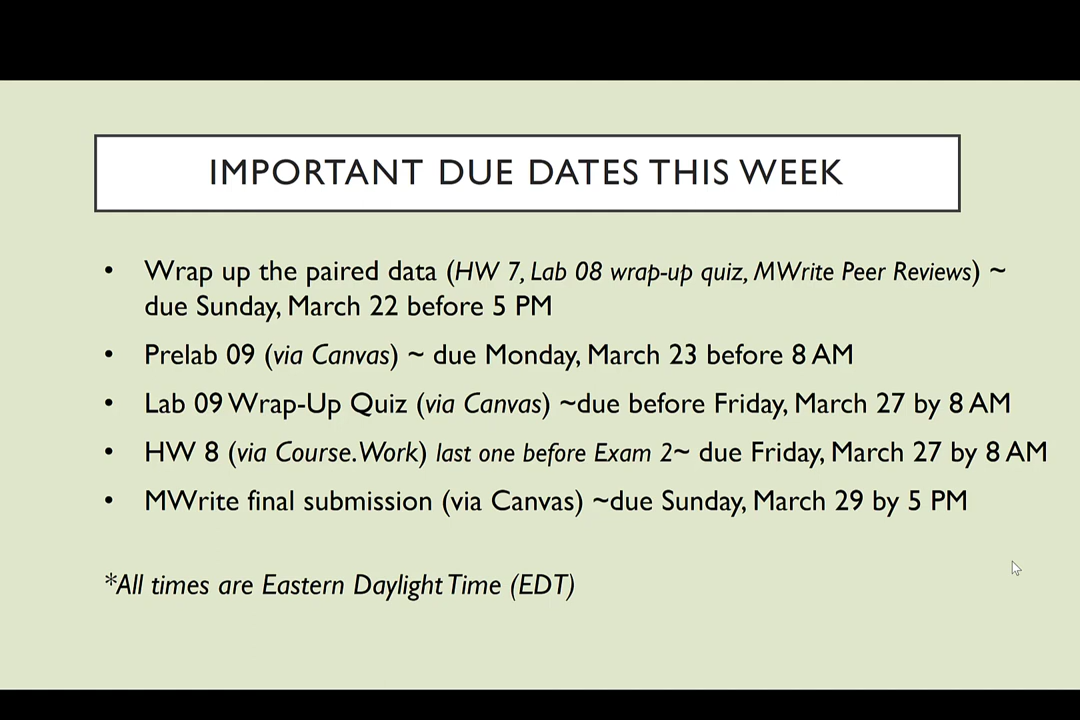 IMPORTANT DUE DATES THIS WEEK
• Wrap up the paired data (HW 7, Lab 08 wrap-up quiz, MWrite Peer Reviews) ~
due Sunday, March 22 before 5 PM
• Prelab 09 (via Canvas) ~ due Monday, March 23 before 8 AM
• Lab 09 Wrap-Up Quiz (via Canvas) ~due before Friday, March 27 by 8 AM
• HW 8 (via Course.Work) last one before Exam 2~ due Friday, March 27 by 8 AM
• MWrite final submission (via Canvas) ~due Sunday, March 29 by 5 PM
*All times are Eastern Daylight Time (EDT)